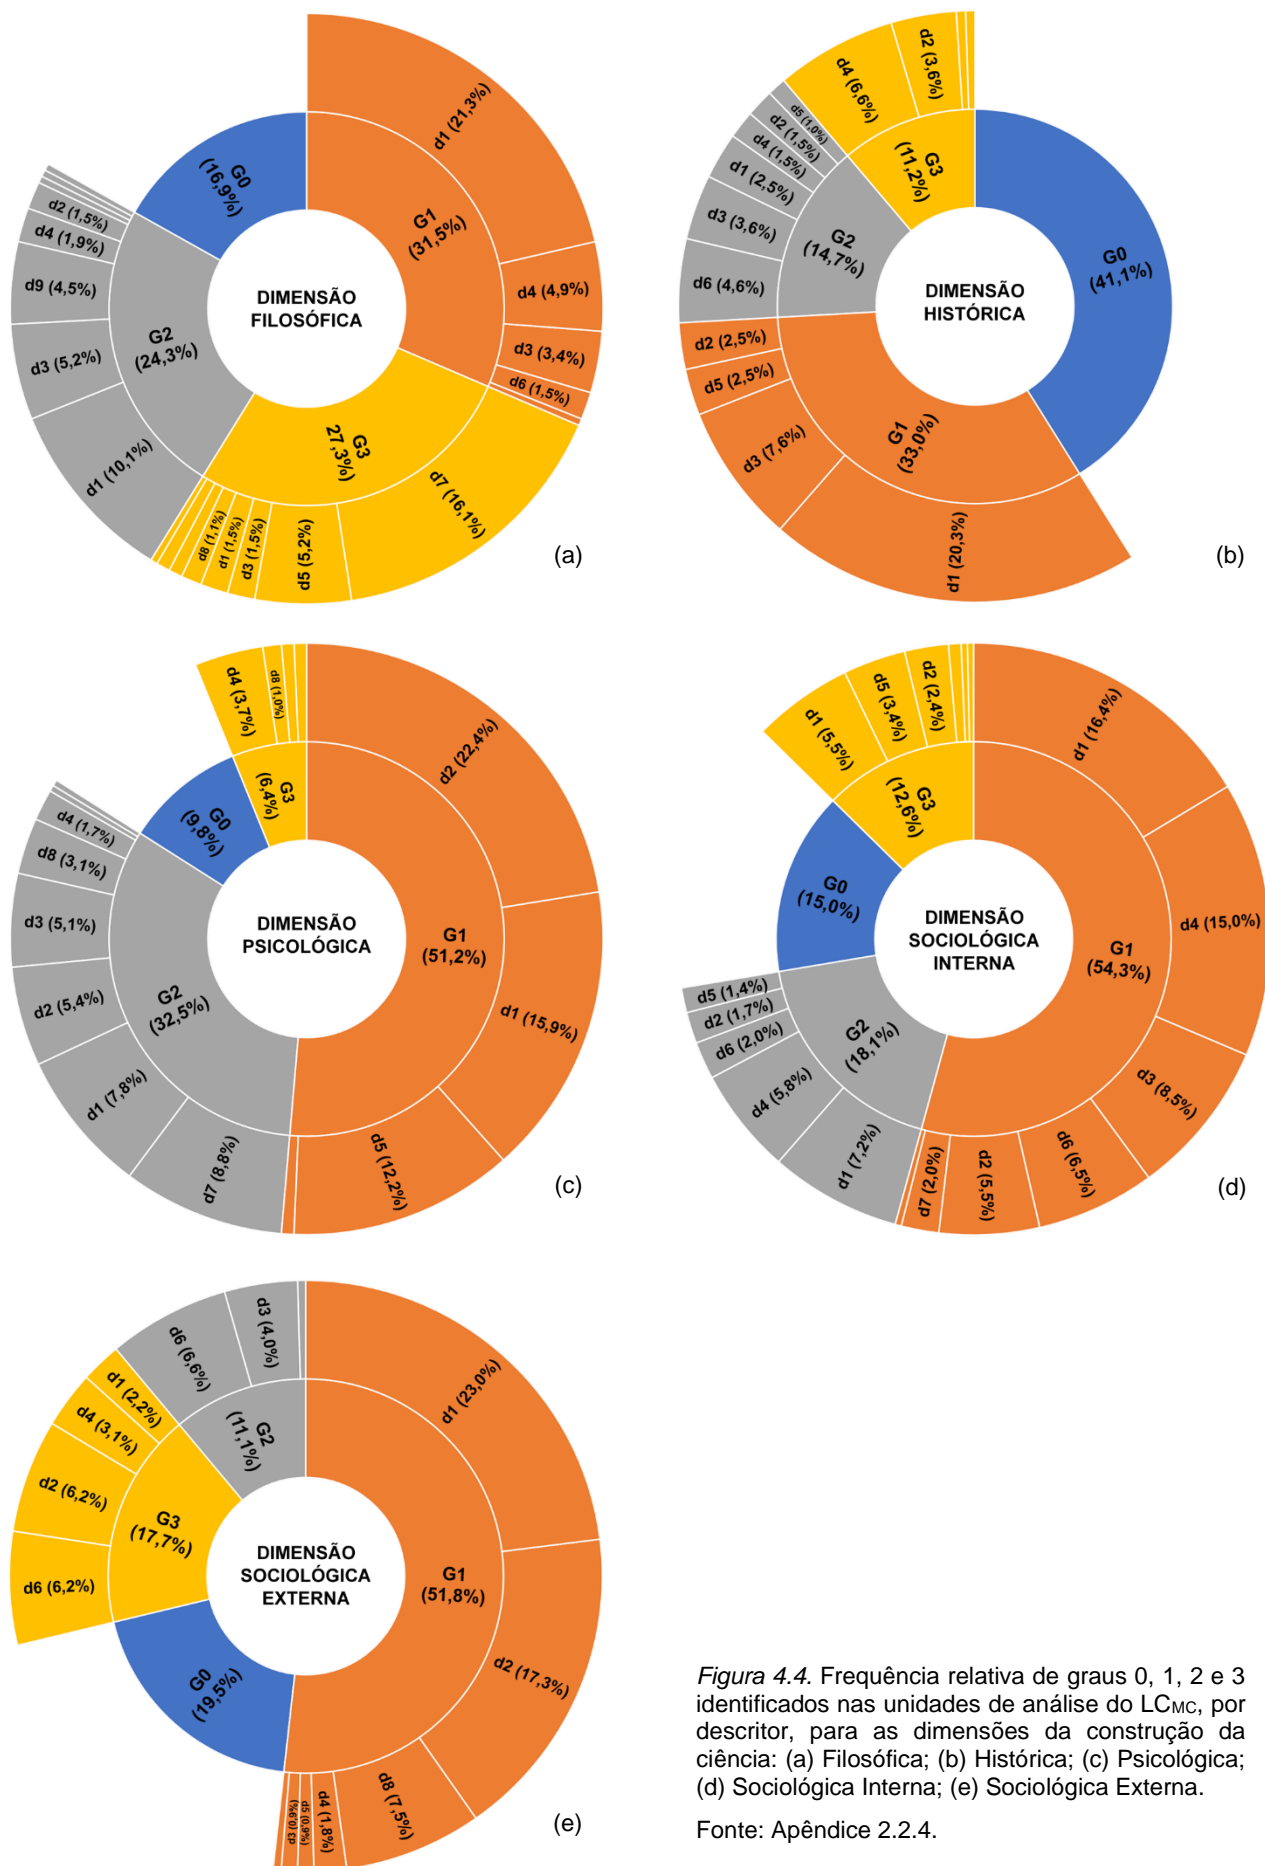 DIMENSÃO
FILOSÓFICA
G0
(16,9%)
G1
(31,5%)
d1 (21,3%)
d4 (4,9%)
d3 (3,4%)
d6 (1,5%)
G3
27,3%)
d7 (16,1%)
d5 (5,2%)
d3 (1,5%)
d1 (1,5%)
d8 (1,1%)
G2
(24,3%)
d1 (10,1%)
d3 (5,2%)
d9 (4,5%)
d4 (1,9%)
d2 (1,5%)
(a)
DIMENSÃO
HISTÓRICA
G0
(41,1%)
G1
(33,0%)
d1 (20,3%)
d3 (7,6%)
d5 (2,5%)
d2 (2,5%)
G2
(14,7%)
d6 (4,6%)
d3 (3,6%)
d1 (2,5%)
d4 (1,5%)
d2 (1,5%)
d5 (1,0%)
G3
(11,2%)
d4 (6,6%)
d2 (3,6%)
(b)
DIMENSÃO
PSICOLÓGICA
G1
(51,2%)
d2 (22,4%)
d1 (15,9%)
d5 (12,2%)
G2
(32,5%)
d7 (8,8%)
d1 (7,8%)
d2 (5,4%)
d3 (5,1%)
d8 (3,1%)
d4 (1,7%)
G0
(9,8%)
G3
(6,4%)
d4 (3,7%)
d8 (1,0%)
(c)
DIMENSÃO
SOCIOLÓGICA
INTERNA
G1
(54,3%)
d1 (16,4%)
d4 (15,0%)
d3 (8,5%)
d6 (6,5%)
d2 (5,5%)
d7 (2,0%)
G2
(18,1%)
d1 (7,2%)
d4 (5,8%)
d6 (2,0%)
d2 (1,7%)
d5 (1,4%)
G0
(15,0%)
G3
(12,6%)
d1 (5,5%)
d5 (3,4%)
d2 (2,4%)
(d)
DIMENSÃO
SOCIOLÓGICA
EXTERNA
G1
(51,8%)
d1 (23,0%)
d2 (17,3%)
d8 (7,5%)
d4 (1,8%)
d5 (0,9%)
d3 (0,9%)
G0
(19,5%)
G3
(17,7%)
d6 (6,2%)
d2 (6,2%)
d4 (3,1%)
d1 (2,2%)
G2
(11,1%)
d6 (6,6%)
d3 (4,0%)
(e)
Figura 4.4. Frequência relativa de graus 0, 1, 2 e 3
identificados nas unidades de análise do LCMC, por
descritor, para as dimensões da construção da
ciência: (a) Filosófica; (b) Histórica; (c) Psicológica;
(d) Sociológica Interna; (e) Sociológica Externa.
Fonte: Apêndice 2.2.4.